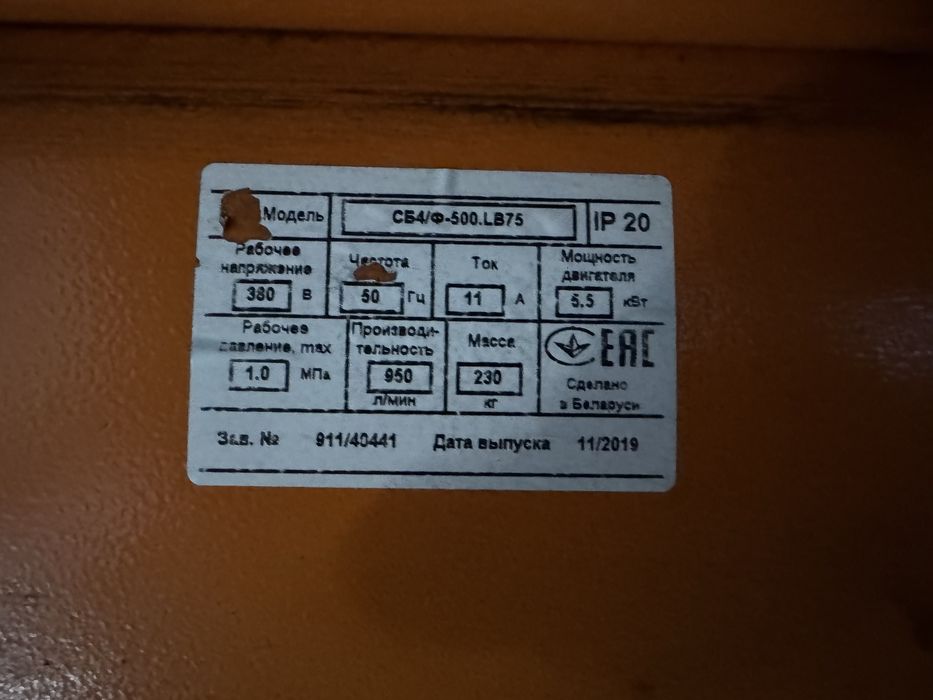 Модель СБ4/Ф-500.LB75 IP 20
Рабочее напряжение 380 В
Частота 50 Гц
Ток 11 А
Мощность двигателя 5.5 кВт
Рабочее давление, max 1.0 МПа
Производи-
тельность 950 л/мин
Масса 230 кг
ЕАС
Сделано
в Беларуси
Зав. № 911/40441 Дата выпуска 11/2019